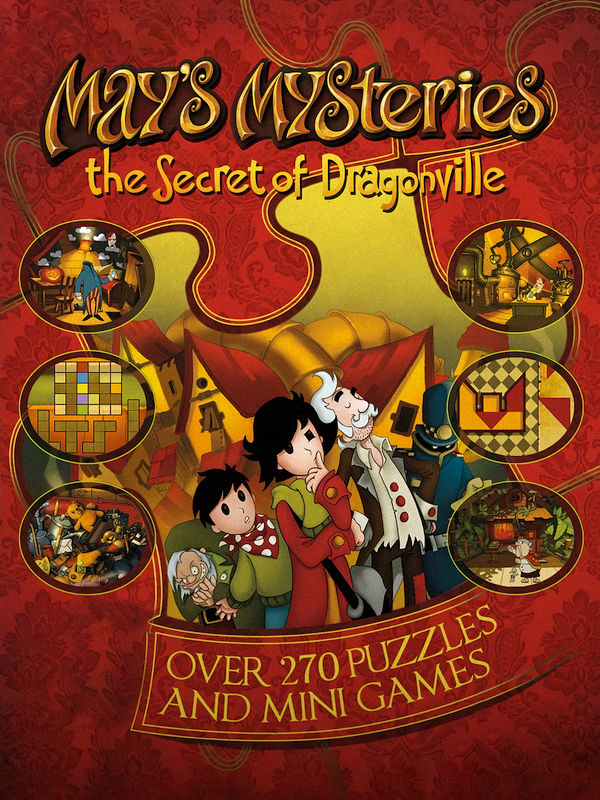 May's Mysteries
the Secret of Dragonville
OVER 270 PUZZLES
AND MINI GAMES